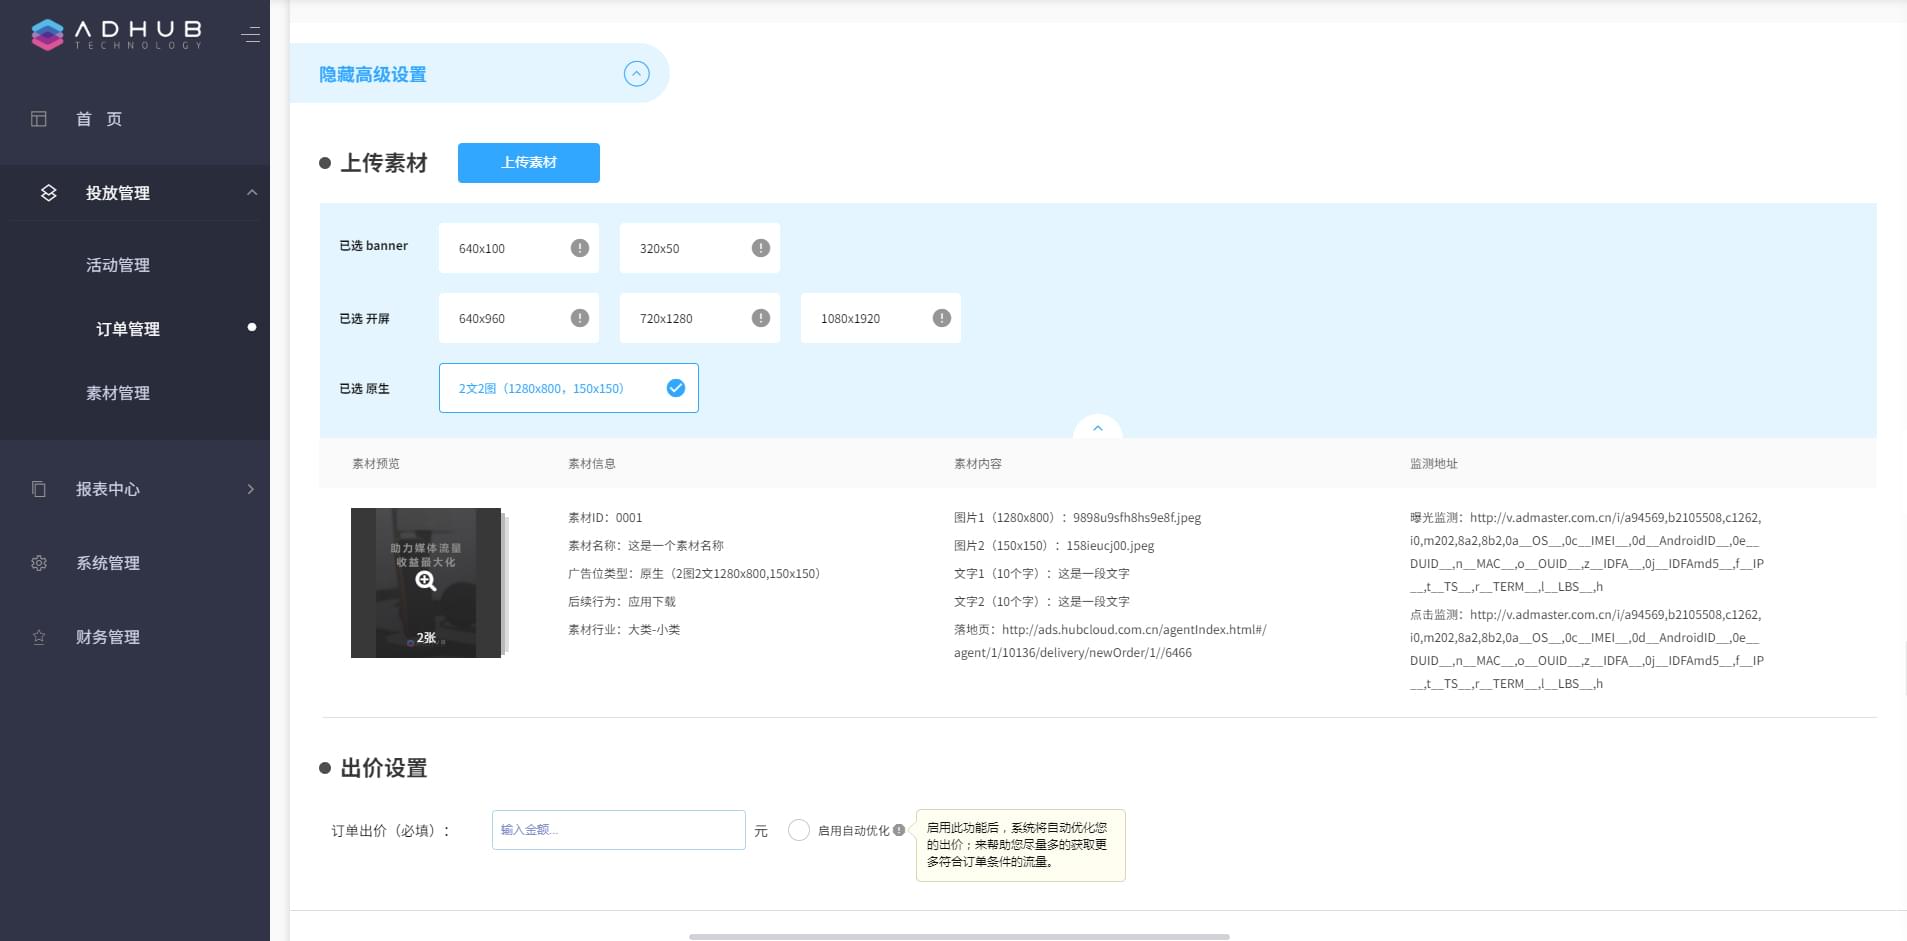 ADHUB
TECHNOLOGY
首 页
投放管理
活动管理
订单管理
素材管理
报表中心
系统管理
财务管理
隐藏高级设置
上传素材
上传素材
已选 banner
640x100
320x50
已选 开屏
640x960
720x1280
1080x1920
已选 原生
2文2图（1280x800，150x150）
素材预览
素材信息
素材内容
监测地址
助力媒体流量
收益最大化
2张
素材ID：0001
素材名称：这是一个素材名称
广告位类型：原生（2图2文1280x800,150x150）
后续行为：应用下载
素材行业：大类-小类
图片1（1280x800）：9898u9sfh8hs9e8f.jpeg
图片2（150x150）：158ieucj00.jpeg
文字1（10个字）：这是一段文字
文字2（10个字）：这是一段文字
落地页：http://ads.hubcloud.com.cn/agentIndex.html#/
agent/1/10136/delivery/newOrder/1//6466
曝光监测：http://v.admaster.com.cn/i/a94569,b2105508,c1262,
i0,m202,8a2,8b2,0a__OS__,0c__IMEI__,0d__AndroidID__,0e__
DUID__,n__MAC__,o__OUID__,z__IDFA__,0j__IDFAmd5__,f__IP
__,t__TS__,r__TERM__,l__LBS__,h
点击监测：http://v.admaster.com.cn/i/a94569,b2105508,c1262,
i0,m202,8a2,8b2,0a__OS__,0c__IMEI__,0d__AndroidID__,0e__
DUID__,n__MAC__,o__OUID__,z__IDFA__,0j__IDFAmd5__,f__IP
__,t__TS__,r__TERM__,l__LBS__,h
出价设置
订单出价（必填）：
输入金额...
元
启用自动优化
启用此功能后，系统将自动优化您
的出价；来帮助您尽量多的获取更
多符合订单条件的流量。